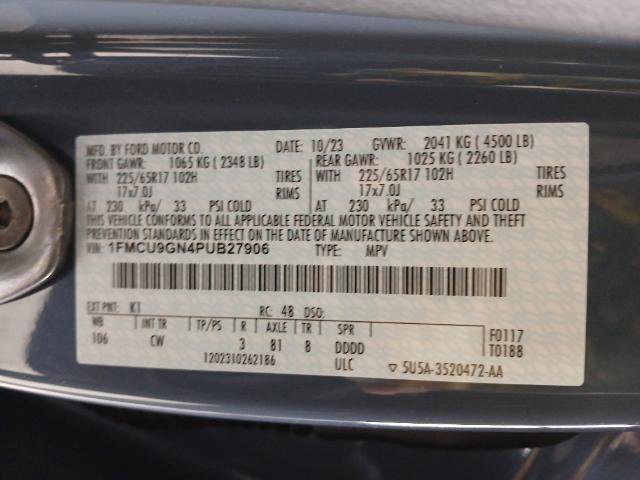 MFD. BY FORD MOTOR CO. DATE: 10/23 GVWR: 2041 KG ( 4500 LB)
FRONT GAWR: 1065 KG ( 2348 LB) REAR GAWR: 1025 KG ( 2260 LB)
WITH 225/65R17 102H TIRES WITH 225/65R17 102H TIRES
17x7.0J RIMS 17x7.0J RIMS
AT 230 kPa/ 33 PSI COLD AT 230 kPa/ 33 PSI COLD
THIS VEHICLE CONFORMS TO ALL APPLICABLE FEDERAL MOTOR VEHICLE SAFETY AND THEFT
PREVENTION STANDARDS IN EFFECT ON THE DATE OF MANUFACTURE SHOWN ABOVE.
VIN: 1FMCU9GN4PUB27906 TYPE: MPV
EXT PNT: K1 RC: 48 DSO:
WB INT TR TP/PS R AXLE TR SPR F0117
106 CW 3 81 8 DDDD T0188
1202310262186 ULC ▽ 5U5A-3520472-AA